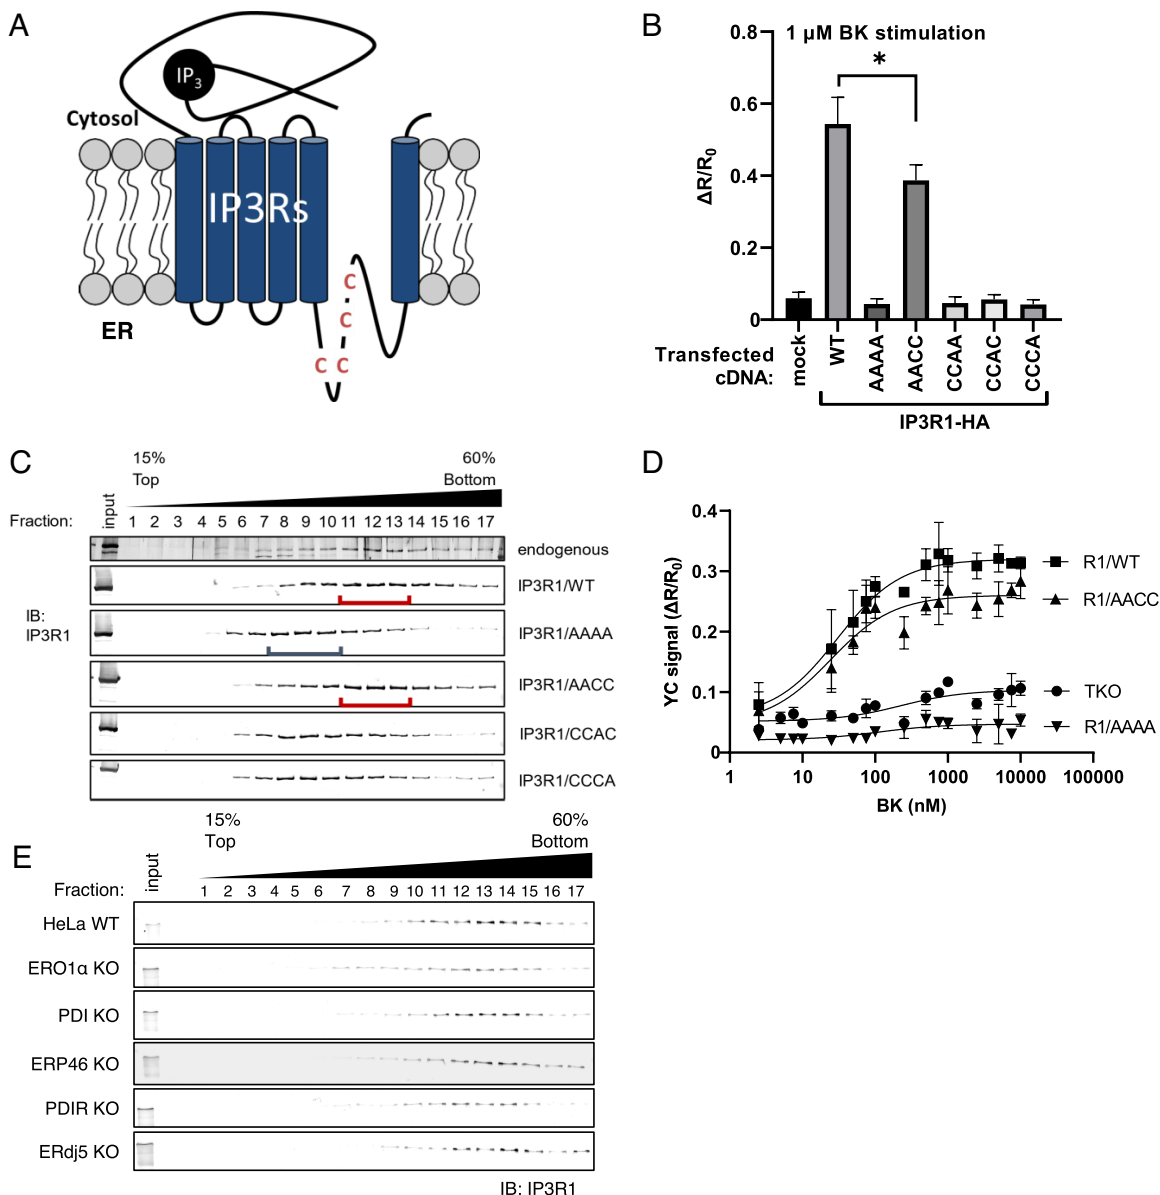 A
IP3
Cytosol
IP3Rs
C
C
C C
ER
B
1 µM BK stimulation
*
ΔR/R0
0.8
0.6
0.4
0.2
0
Transfected
cDNA:
mock
WT
AAAA
AACC
CCAA
CCAC
CCCA
IP3R1-HA
C
15%
Top
60%
Bottom
Fraction:
input
1 2 3 4 5 6 7 8 9 10 11 12 13 14 15 16 17
endogenous
IP3R1/WT
IB:
IP3R1
IP3R1/AAAA
IP3R1/AACC
IP3R1/CCAC
IP3R1/CCCA
D
YC signal (ΔR/R0)
0.4
0.3
0.2
0.1
0
1 10 100 1000 10000 100000
BK (nM)
R1/WT
R1/AACC
TKO
R1/AAAA
E
15%
Top
60%
Bottom
Fraction:
input
1 2 3 4 5 6 7 8 9 10 11 12 13 14 15 16 17
HeLa WT
ERO1α KO
PDI KO
ERP46 KO
PDIR KO
ERdj5 KO
IB: IP3R1